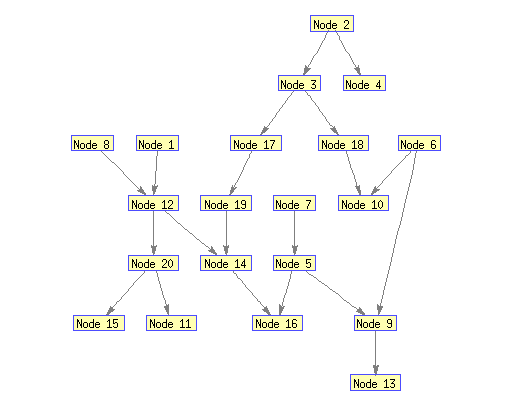 Node 2
Node 3
Node 4
Node 8
Node 1
Node 17
Node 18
Node 6
Node 12
Node 19
Node 7
Node 10
Node 20
Node 14
Node 5
Node 15
Node 11
Node 16
Node 9
Node 13